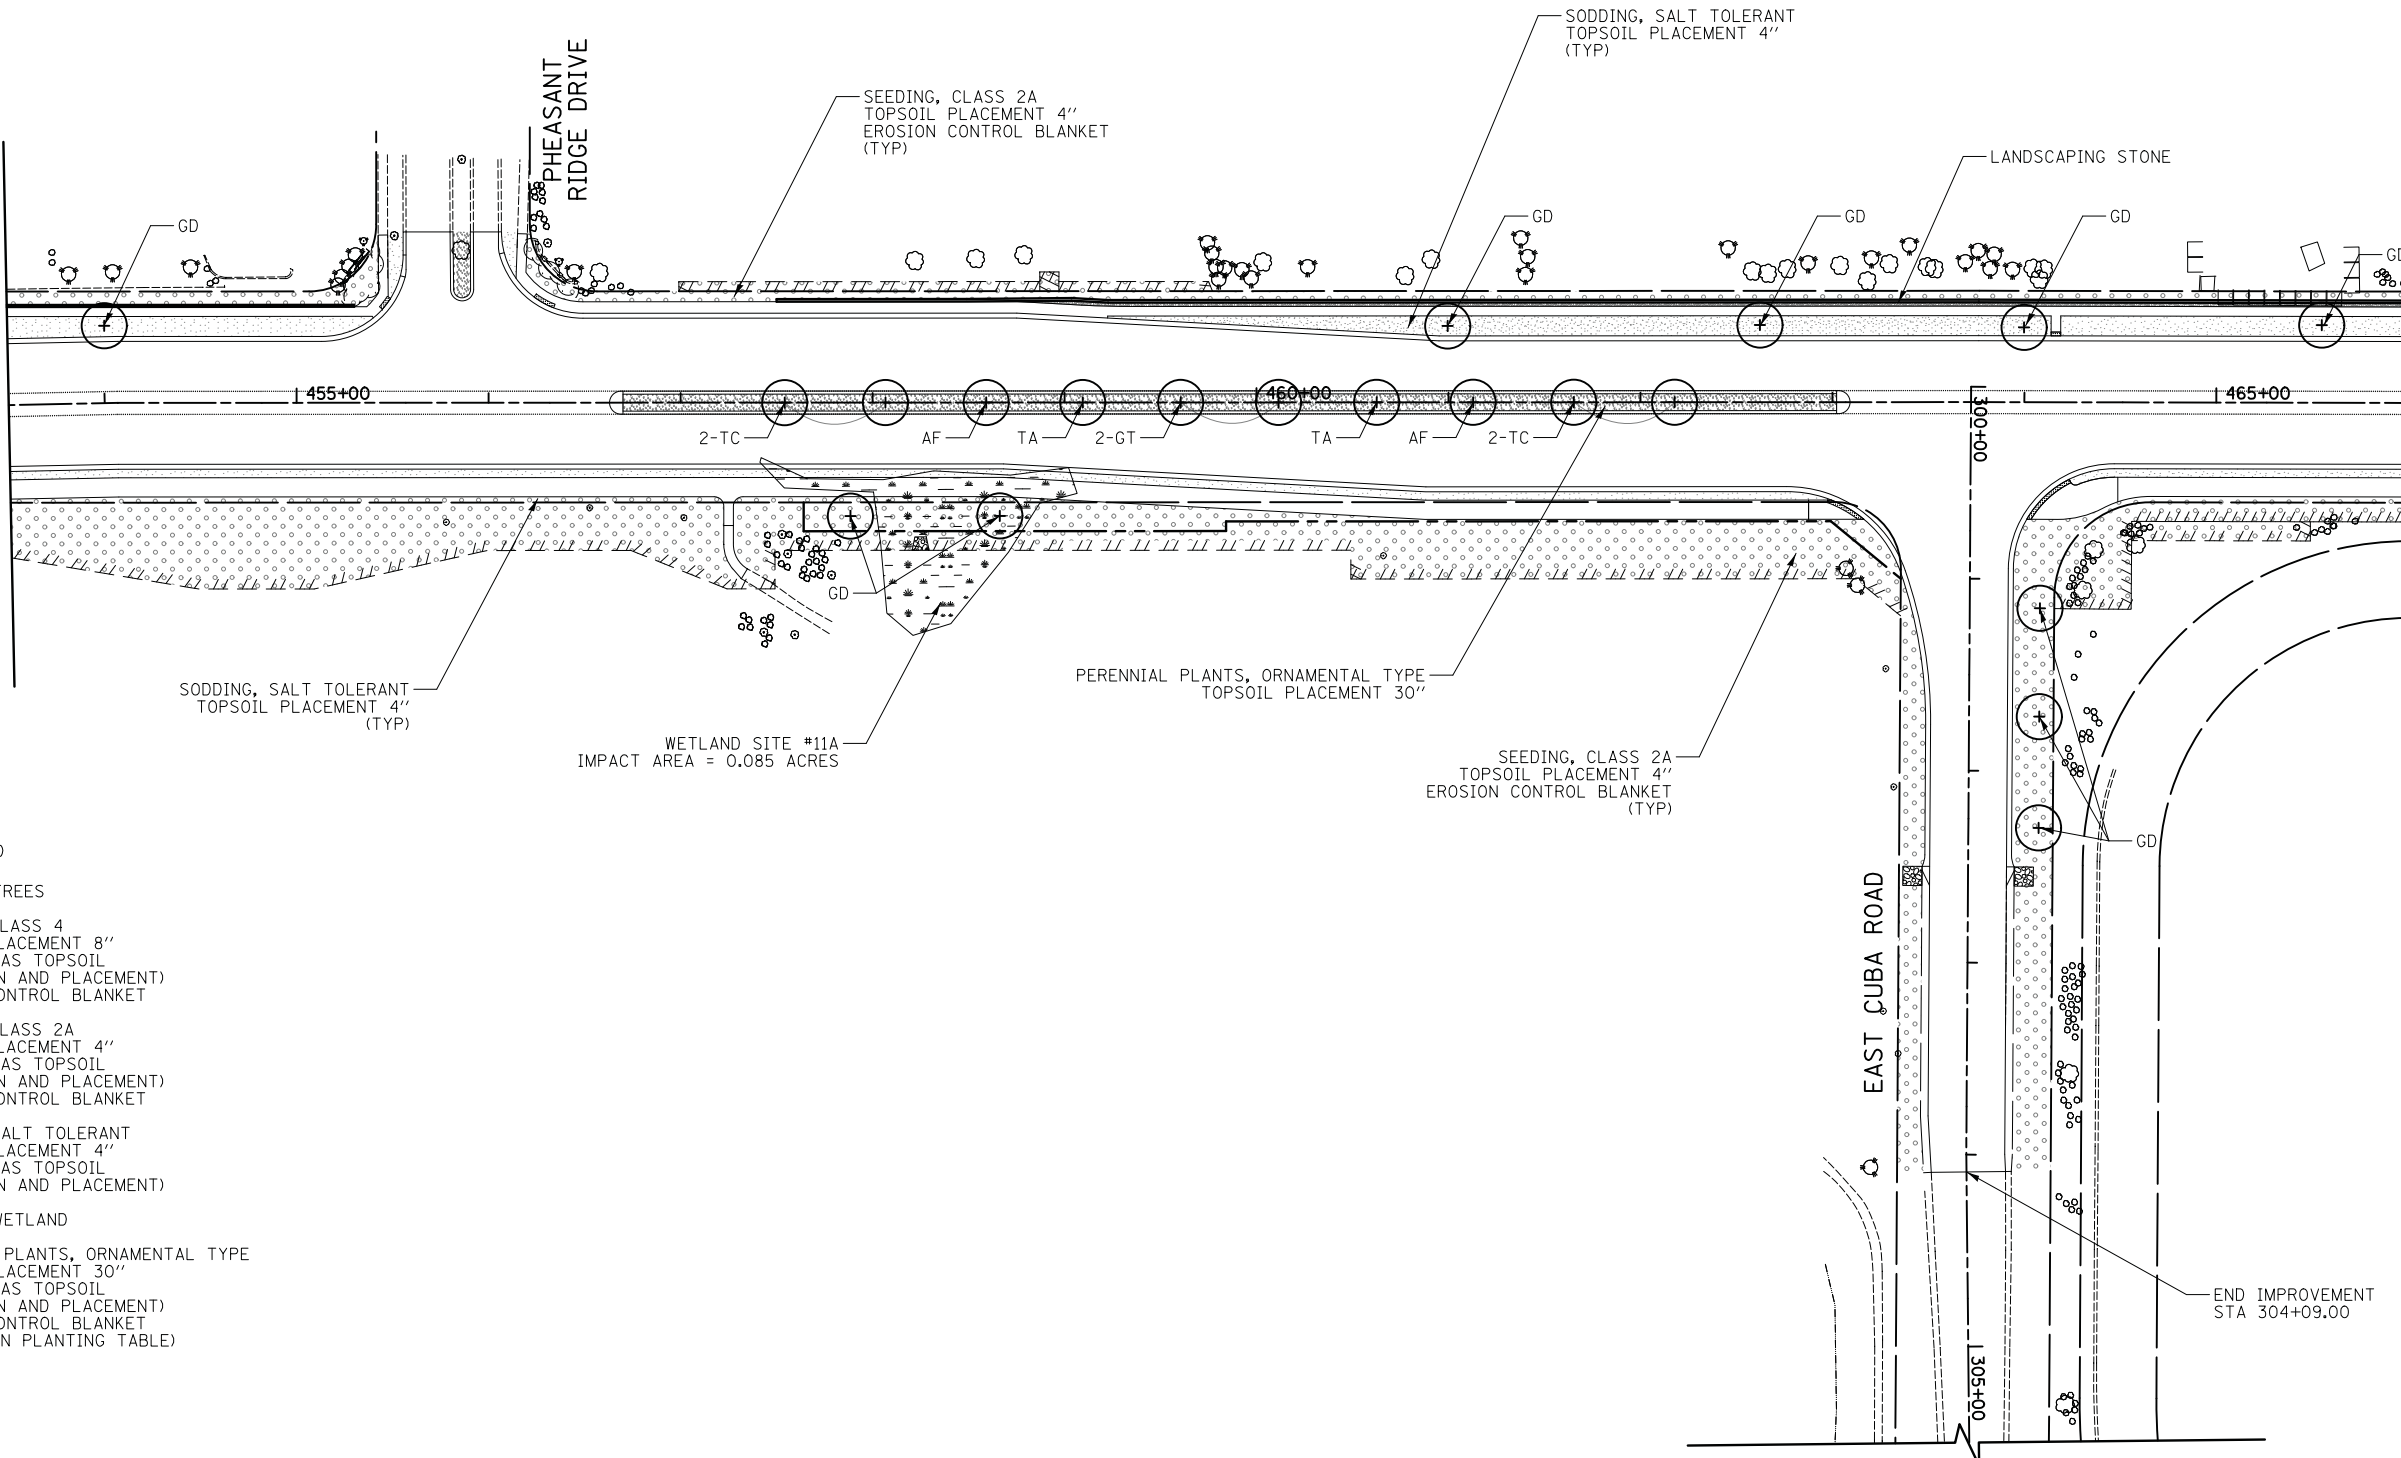 SODDING, SALT TOLERANT
TOPSOIL PLACEMENT 4"
(TYP)
PHEASANT
RIDGE DRIVE
SEEDING, CLASS 2A
TOPSOIL PLACEMENT 4"
EROSION CONTROL BLANKET
(TYP)
LANDSCAPING STONE
GD
GD
GD
GD
GD
455+00
460+00
465+00
300+00
2-TC
AF
TA
2-GT
TA
AF
2-TC
GD
SODDING, SALT TOLERANT
TOPSOIL PLACEMENT 4"
(TYP)
PERENNIAL PLANTS, ORNAMENTAL TYPE
TOPSOIL PLACEMENT 30"
WETLAND SITE #11A
IMPACT AREA = 0.085 ACRES
SEEDING, CLASS 2A
TOPSOIL PLACEMENT 4"
EROSION CONTROL BLANKET
(TYP)
GD
EAST CUBA ROAD
TREES
LASS 4
LACEMENT 8"
AS TOPSOIL
N AND PLACEMENT)
ONTROL BLANKET
LASS 2A
LACEMENT 4"
AS TOPSOIL
N AND PLACEMENT)
ONTROL BLANKET
ALT TOLERANT
LACEMENT 4"
AS TOPSOIL
N AND PLACEMENT)
WETLAND
PLANTS, ORNAMENTAL TYPE
LACEMENT 30"
AS TOPSOIL
N AND PLACEMENT)
ONTROL BLANKET
N PLANTING TABLE)
END IMPROVEMENT
STA 304+09.00
305+00